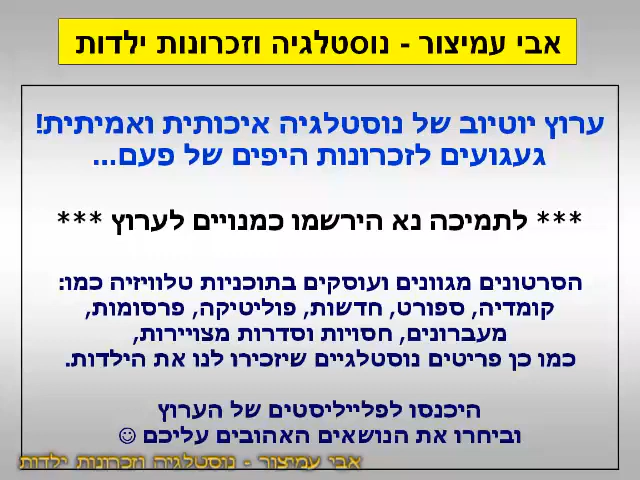 אבי עמיצור - נוסטלגיה וזכרונות ילדות
ערוץ יוטיוב של נוסטלגיה איכותית ואמיתית!
געגועים לזכרונות היפים של פעם...
*** לתמיכה נא הירשמו כמנויים לערוץ ***
הסרטונים מגוונים ועוסקים בתוכניות טלוויזיה כמו:
קומדיה, ספורט, חדשות, פוליטיקה, פרסומות,
מעברונים, חסויות וסדרות מצויירות,
כמו כן פריטים נוסטלגיים שיזכירו לנו את הילדות.
היכנסו לפלייליסטים של הערוץ
וביחרו את הנושאים האהובים עליכם ☺
אבי עמיצור - נוסטלגיה וזכרונות ילדות